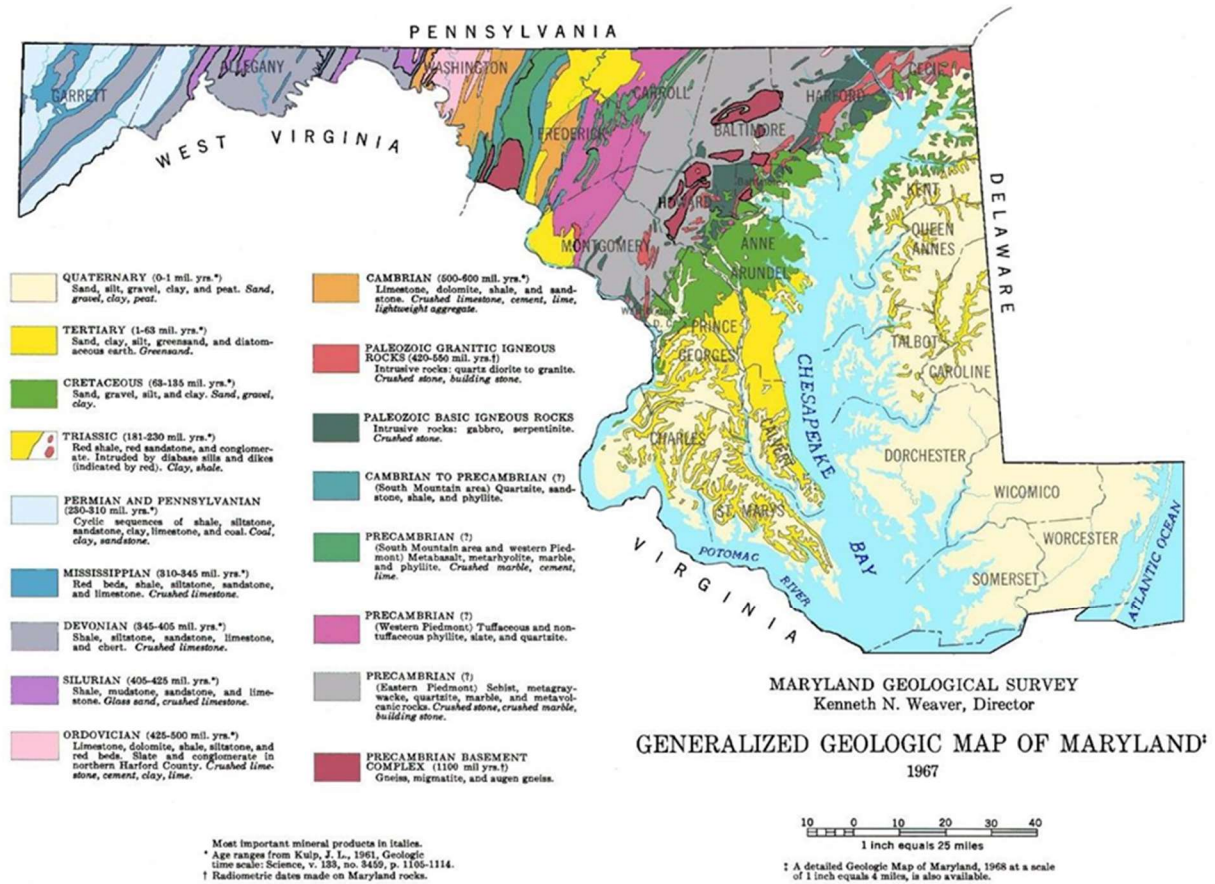 PENNSYLVANIA
GARRETT
ALLEGANY
WASHINGTON
FREDERICK
CARROLL
BALTIMORE
HARFORD
CECIL
WEST VIRGINIA
HOWARD
MONTGOMERY
ANNE
ARUNDEL
KENT
QUEEN
ANNES
DELAWARE
PRINCE
GEORGES
TALBOT
CAROLINE
CHARLES
CALVERT
CHESAPEAKE
BAY
DORCHESTER
ST. MARYS
WICOMICO
WORCESTER
SOMERSET
ATLANTIC OCEAN
POTOMAC
RIVER
VIRGINIA
QUATERNARY (0-1 mil. yrs.*)
Sand, silt, gravel, clay, and peat. Sand,
gravel, clay, peat.
TERTIARY (1-63 mil. yrs.*)
Sand, clay, silt, greensand, and diatom-
aceous earth. Greensand.
CRETACEOUS (63-135 mil. yrs.*)
Sand, gravel, silt, and clay. Sand, gravel,
clay.
TRIASSIC (181-230 mil. yrs.*)
Red shale, red sandstone, and conglomer-
ate. Intruded by diabase sills and dikes
(indicated by red). Clay, shale.
PERMIAN AND PENNSYLVANIAN
(230-310 mil. yrs.*)
Cyclic sequences of shale, siltstone,
sandstone, clay, limestone, and coal. Coal,
clay, sandstone.
MISSISSIPPIAN (310-345 mil. yrs.*)
Red beds, shale, siltstone, sandstone,
and limestone. Crushed limestone.
DEVONIAN (345-405 mil. yrs.*)
Shale, siltstone, sandstone, limestone,
and chert. Crushed limestone.
SILURIAN (405-425 mil. yrs.*)
Shale, mudstone, sandstone, and lime-
stone. Glass sand, crushed limestone.
ORDOVICIAN (425-500 mil. yrs.*)
Limestone, dolomite, shale, siltstone, and
red beds. Slate and conglomerate in
northern Harford County. Crushed lime-
stone, cement, clay, lime.
CAMBRIAN (500-600 mil. yrs.*)
Limestone, dolomite, shale, and sand-
stone. Crushed limestone, cement, lime,
lightweight aggregate.
PALEOZOIC GRANITIC IGNEOUS
ROCKS (420-550 mil. yrs.†)
Intrusive rocks: quartz diorite to granite.
Crushed stone, building stone.
PALEOZOIC BASIC IGNEOUS ROCKS
Intrusive rocks: gabbro, serpentinite.
Crushed stone.
CAMBRIAN TO PRECAMBRIAN (?)
(South Mountain area) Quartzite, sand-
stone, shale, and phyllite.
PRECAMBRIAN (?)
(South Mountain area and western Pied-
mont) Metabasalt, metarhyolite, marble,
and phyllite. Crushed marble, cement,
lime.
PRECAMBRIAN (?)
(Western Piedmont) Tuffaceous and non-
tuffaceous phyllite, slate, and quartzite.
PRECAMBRIAN (?)
(Eastern Piedmont) Schist, metagray-
wacke, quartzite, marble, and metavol-
canic rocks. Crushed stone, crushed marble,
building stone.
PRECAMBRIAN BASEMENT
COMPLEX (1100 mil yrs.†)
Gneiss, migmatite, and augen gneiss.
Most important mineral products in italics.
* Age ranges from Kulp, J. L., 1961, Geologic
time scale: Science, v. 133, no. 3459, p. 1105-1114.
† Radiometric dates made on Maryland rocks.
MARYLAND GEOLOGICAL SURVEY
Kenneth N. Weaver, Director
GENERALIZED GEOLOGIC MAP OF MARYLAND‡
1967
10 0 10 20 30 40
1 inch equals 25 miles
‡ A detailed Geologic Map of Maryland, 1968 at a scale
of 1 inch equals 4 miles, is also available.